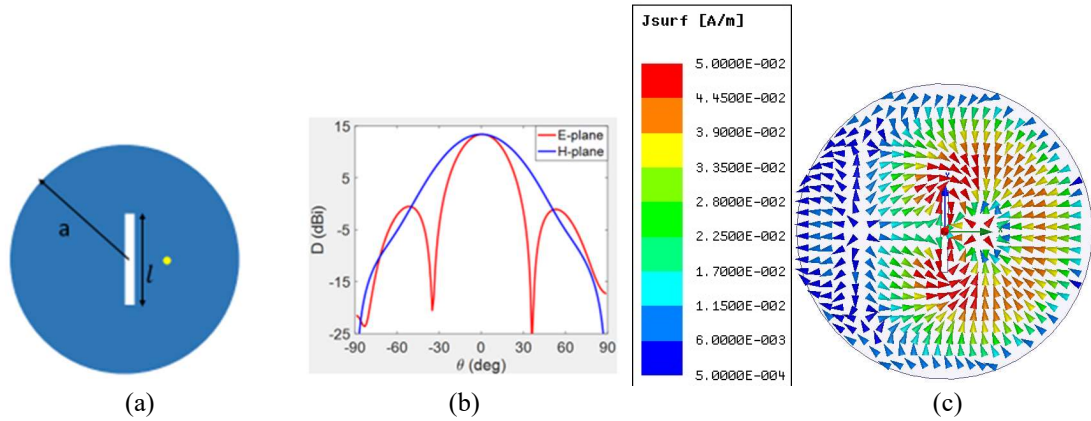 a
l
15
5
-5
-15
-25
D (dBi)
E-plane
H-plane
-90 -60 -30 0 30 60 90
θ (deg)
Jsurf [A/m]
5.0000E-002
4.4500E-002
3.9000E-002
3.3500E-002
2.8000E-002
2.2500E-002
1.7000E-002
1.1500E-002
6.0000E-003
5.0000E-004
(a)
(b)
(c)